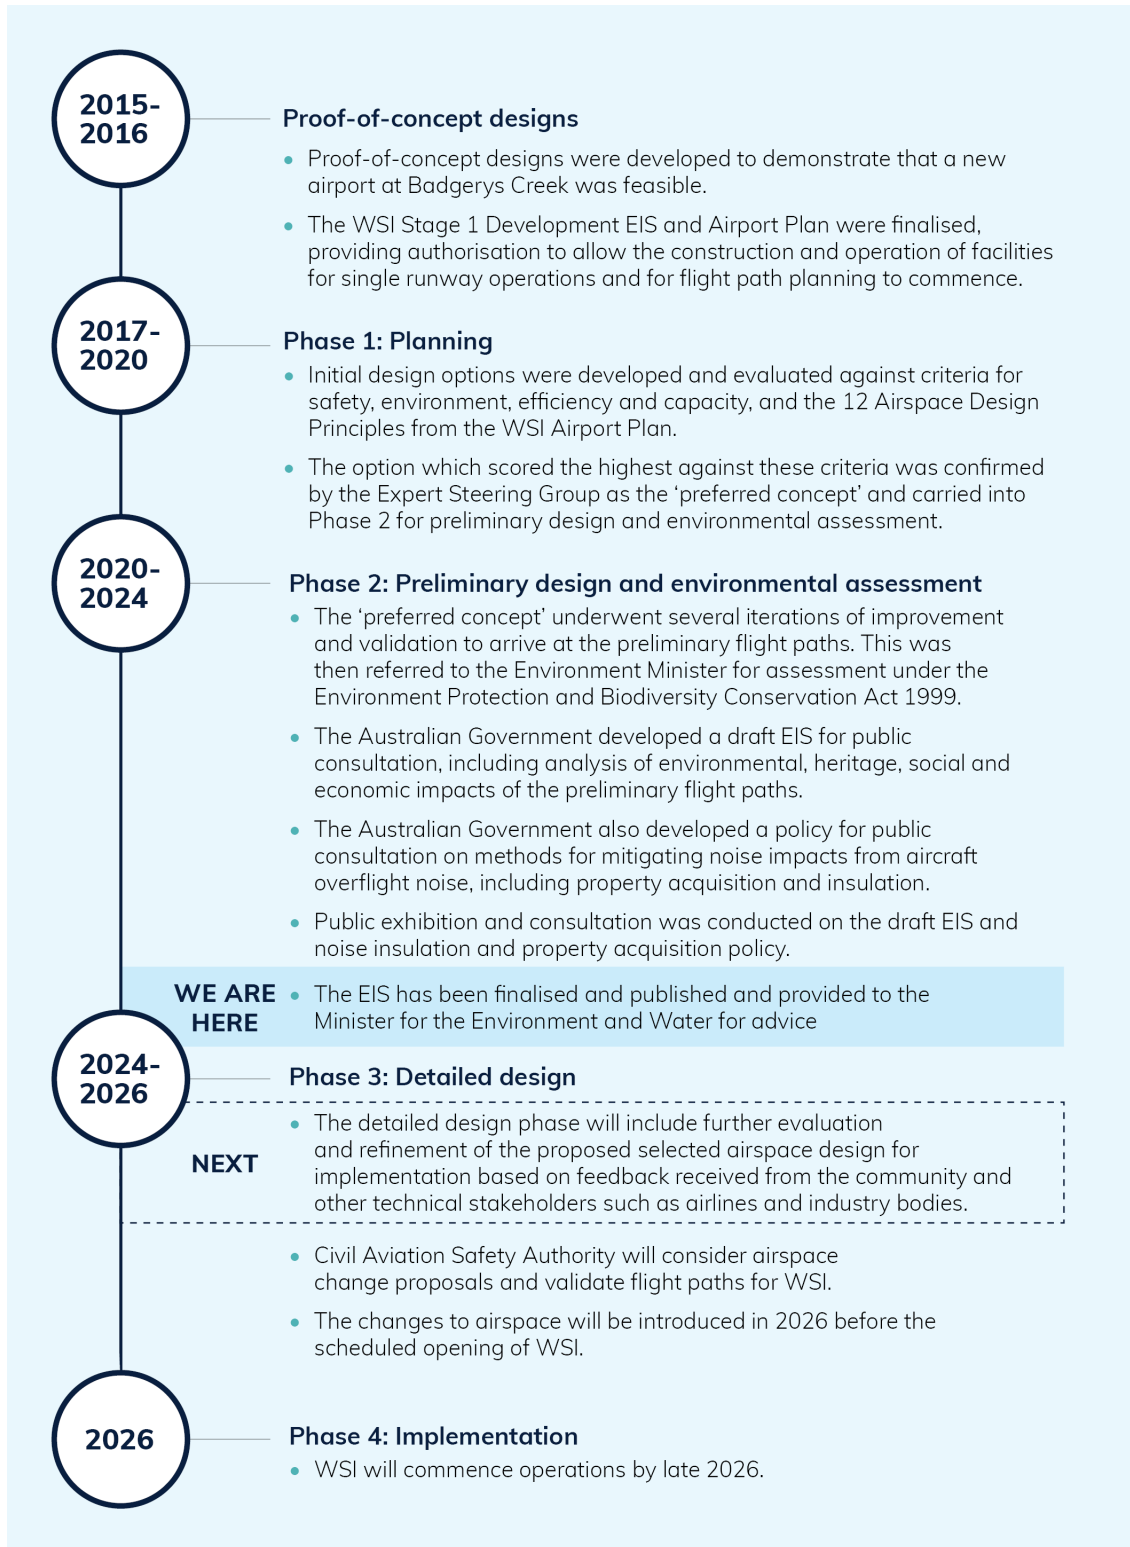 2015-
2016
Proof-of-concept designs
• Proof-of-concept designs were developed to demonstrate that a new
airport at Badgerys Creek was feasible.
• The WSI Stage 1 Development EIS and Airport Plan were finalised,
providing authorisation to allow the construction and operation of facilities
for single runway operations and for flight path planning to commence.
2017-
2020
Phase 1: Planning
• Initial design options were developed and evaluated against criteria for
safety, environment, efficiency and capacity, and the 12 Airspace Design
Principles from the WSI Airport Plan.
• The option which scored the highest against these criteria was confirmed
by the Expert Steering Group as the ‘preferred concept’ and carried into
Phase 2 for preliminary design and environmental assessment.
2020-
2024
Phase 2: Preliminary design and environmental assessment
• The ‘preferred concept’ underwent several iterations of improvement
and validation to arrive at the preliminary flight paths. This was
then referred to the Environment Minister for assessment under the
Environment Protection and Biodiversity Conservation Act 1999.
• The Australian Government developed a draft EIS for public
consultation, including analysis of environmental, heritage, social and
economic impacts of the preliminary flight paths.
• The Australian Government also developed a policy for public
consultation on methods for mitigating noise impacts from aircraft
overflight noise, including property acquisition and insulation.
• Public exhibition and consultation was conducted on the draft EIS and
noise insulation and property acquisition policy.
WE ARE
HERE
• The EIS has been finalised and published and provided to the
Minister for the Environment and Water for advice
2024-
2026
Phase 3: Detailed design
NEXT
• The detailed design phase will include further evaluation
and refinement of the proposed selected airspace design for
implementation based on feedback received from the community and
other technical stakeholders such as airlines and industry bodies.
• Civil Aviation Safety Authority will consider airspace
change proposals and validate flight paths for WSI.
• The changes to airspace will be introduced in 2026 before the
scheduled opening of WSI.
2026
Phase 4: Implementation
• WSI will commence operations by late 2026.